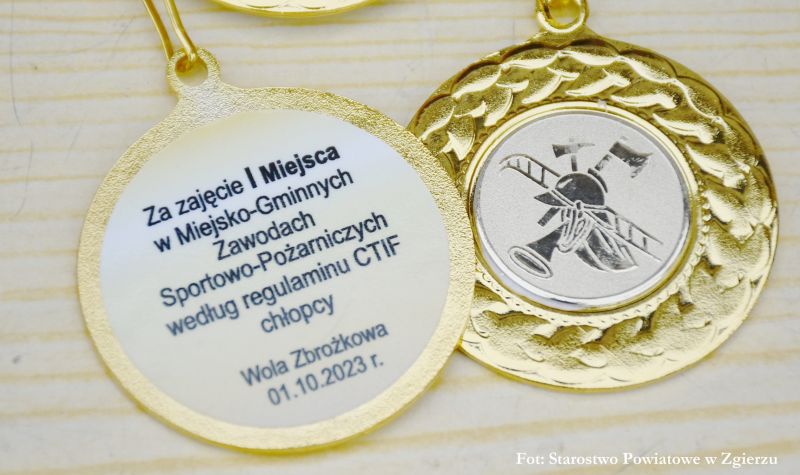 Za zajęcie I Miejsca
w Miejsko-Gminnych
Zawodach
Sportowo-Pożarniczych
według regulaminu CTIF
chłopcy
Wola Zbrożkowa
01.10.2023 r.
Fot: Starostwo Powiatowe w Zgierzu